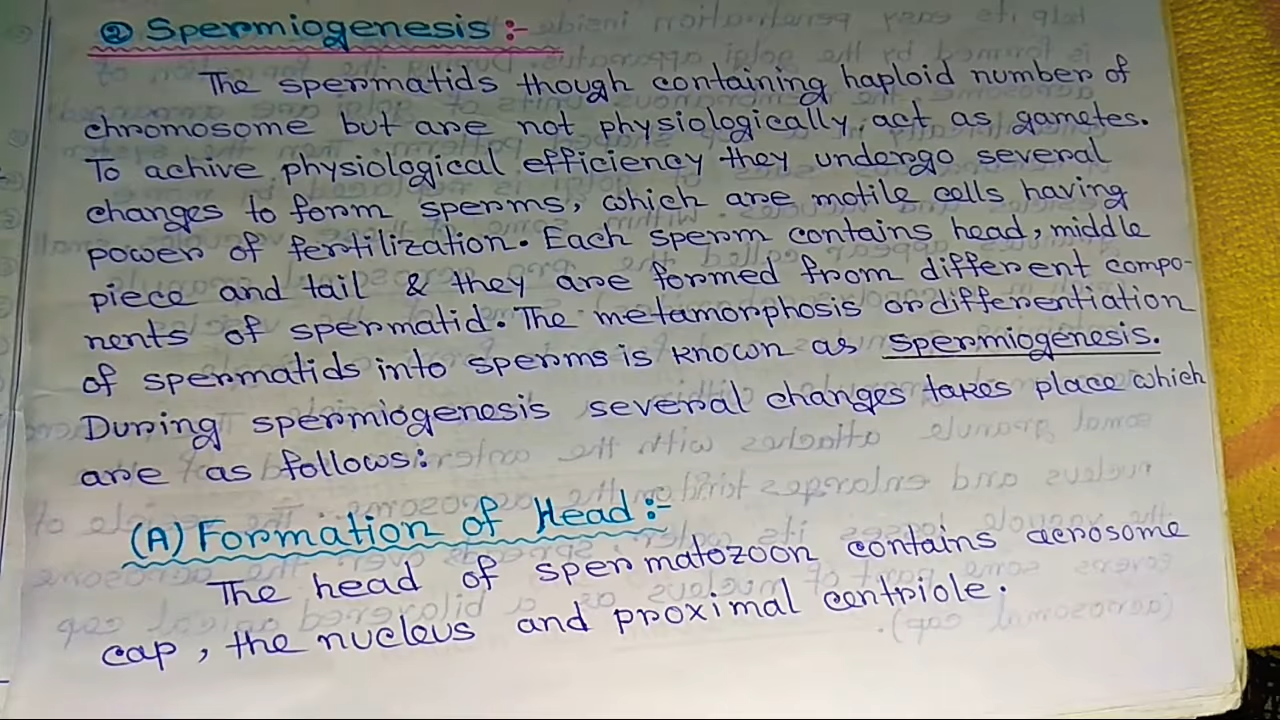 ② Spermiogenesis :-
The spermatids though containing haploid number of
chromosome but are not physiologically act as gametes.
To achive physiological efficiency they undergo several
changes to form sperms, which are motile cells having
power of fertilization. Each sperm contains head, middle
piece and tail & they are formed from different compo-
nents of spermatid. The metamorphosis or differentiation
of spermatids into sperms is known as spermiogenesis.
During spermiogenesis several changes takes place which
are as follows:
(A) Formation of Head :-
The head of spermatozoon contains acrosome
cap, the nucleus and proximal centriole.